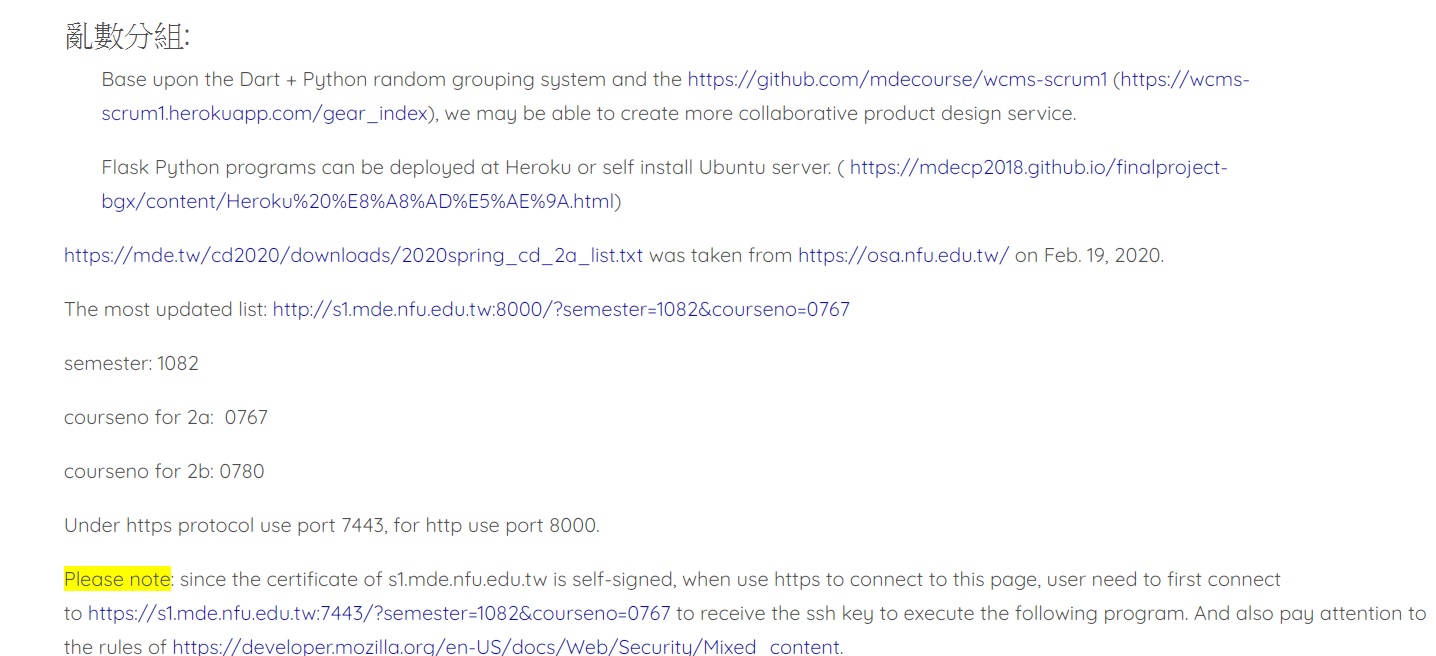 亂數分組:
Base upon the Dart + Python random grouping system and the https://github.com/mdecourse/wcms-scrum1 (https://wcms-
scrum1.herokuapp.com/gear_index), we may be able to create more collaborative product design service.
Flask Python programs can be deployed at Heroku or self install Ubuntu server. ( https://mdecp2018.github.io/finalproject-
bgx/content/Heroku%20%E8%A8%AD%E5%AE%9A.html)
https://mde.tw/cd2020/downloads/2020spring_cd_2a_list.txt was taken from https://osa.nfu.edu.tw/ on Feb. 19, 2020.
The most updated list: http://s1.mde.nfu.edu.tw:8000/?semester=1082&courseno=0767
semester: 1082
courseno for 2a:  0767
courseno for 2b: 0780
Under https protocol use port 7443, for http use port 8000.
Please note: since the certificate of s1.mde.nfu.edu.tw is self-signed, when use https to connect to this page, user need to first connect
to https://s1.mde.nfu.edu.tw:7443/?semester=1082&courseno=0767 to receive the ssh key to execute the following program. And also pay attention to
the rules of https://developer.mozilla.org/en-US/docs/Web/Security/Mixed_content.